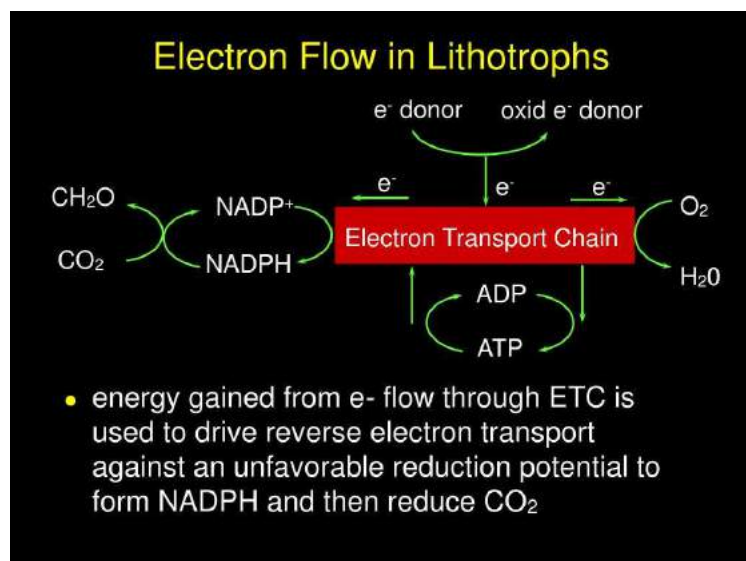 Electron Flow in Lithotrophs
e- donor oxid e- donor
e- e- e-
CH2O NADP+ O2
Electron Transport Chain
CO2 NADPH H20
ADP
ATP
• energy gained from e- flow through ETC is
used to drive reverse electron transport
against an unfavorable reduction potential to
form NADPH and then reduce CO2